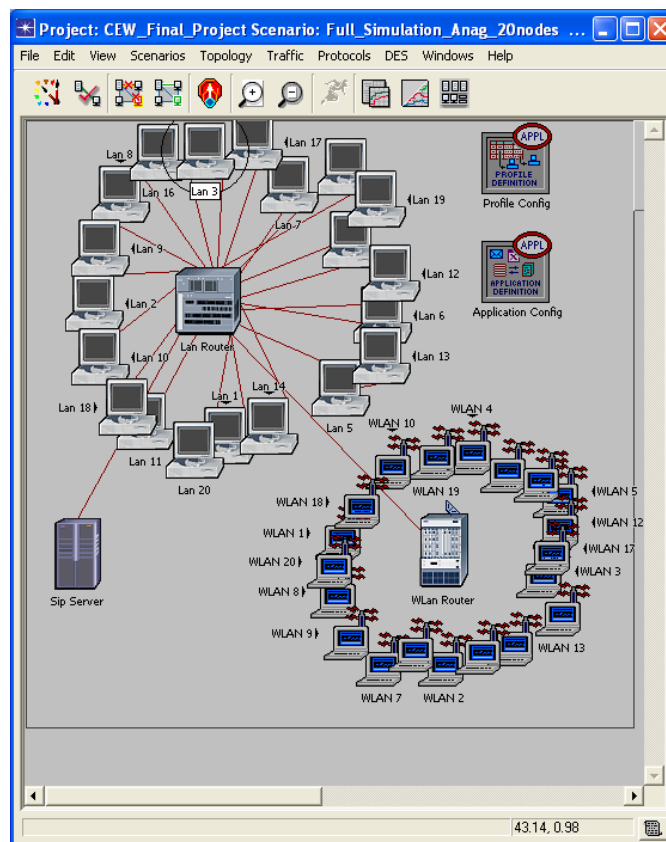 Project: CEW_Final_Project Scenario: Full_Simulation_Anag_20nodes ...
File Edit View Scenarios Topology Traffic Protocols DES Windows Help
Lan 8
Lan 17
Lan 16
Lan 3
Lan 19
Lan 7
Lan 9
Lan 12
Lan 2
Lan 6
Lan Router
Lan 10
Lan 13
Lan 18
Lan 1
Lan 14
Lan 5
Lan 11
Lan 20
APPL
PROFILE
DEFINITION
Profile Config
APPL
APPLICATION
DEFINITION
Application Config
Sip Server
WLAN 4
WLAN 10
WLAN 19
WLAN 5
WLAN 18
WLAN 12
WLAN 1
WLAN 17
WLAN 20
WLAN 3
WLAN 8
WLan Router
WLAN 9
WLAN 13
WLAN 7
WLAN 2
43.14, 0.98